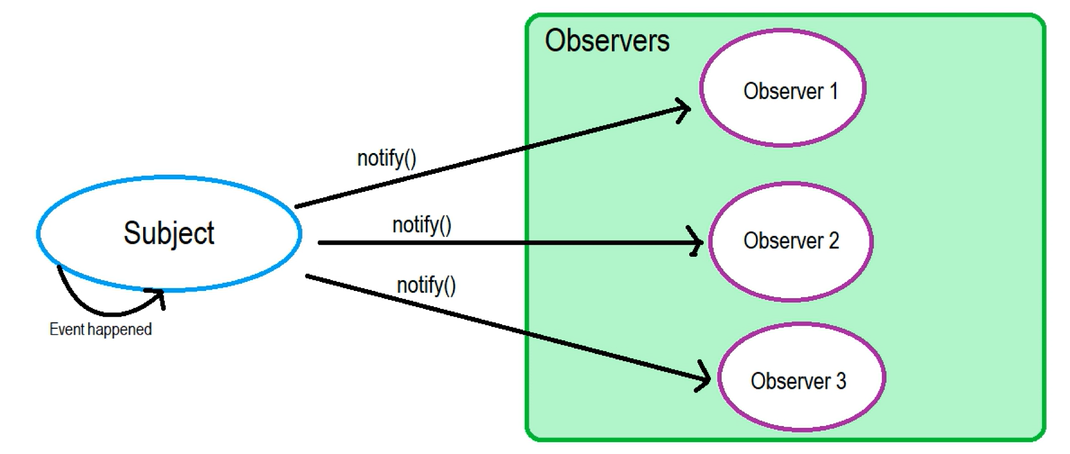 Observers
Observer 1
notify()
Subject
notify()
Observer 2
notify()
Event happened
Observer 3